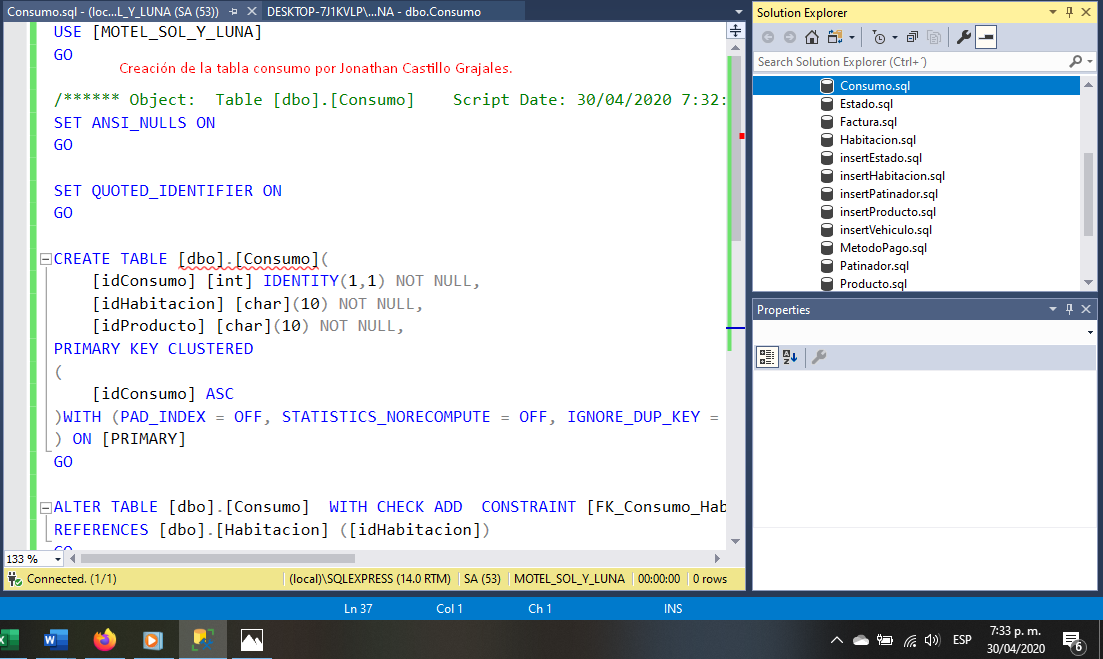 Consumo.sql - (loc...L_Y_LUNA (SA (53))
DESKTOP-7J1KVLP\...NA - dbo.Consumo
USE [MOTEL_SOL_Y_LUNA]
GO
Creación de la tabla consumo por Jonathan Castillo Grajales.
/****** Object:  Table [dbo].[Consumo]    Script Date: 30/04/2020 7:32:
SET ANSI_NULLS ON
GO
SET QUOTED_IDENTIFIER ON
GO
CREATE TABLE [dbo].[Consumo](
[idConsumo] [int] IDENTITY(1,1) NOT NULL,
[idHabitacion] [char](10) NOT NULL,
[idProducto] [char](10) NOT NULL,
PRIMARY KEY CLUSTERED
(
[idConsumo] ASC
)WITH (PAD_INDEX = OFF, STATISTICS_NORECOMPUTE = OFF, IGNORE_DUP_KEY =
) ON [PRIMARY]
GO
ALTER TABLE [dbo].[Consumo]  WITH CHECK ADD  CONSTRAINT [FK_Consumo_Hab
REFERENCES [dbo].[Habitacion] ([idHabitacion])
GO
133 %
Connected. (1/1)
(local)\SQLEXPRESS (14.0 RTM)
SA (53)
MOTEL_SOL_Y_LUNA
00:00:00
0 rows
Solution Explorer
Search Solution Explorer (Ctrl+´)
Consumo.sql
Estado.sql
Factura.sql
Habitacion.sql
insertEstado.sql
insertHabitacion.sql
insertPatinador.sql
insertProducto.sql
insertVehiculo.sql
MetodoPago.sql
Patinador.sql
Producto.sql
Properties
Ln 37
Col 1
Ch 1
INS
ESP
7:33 p. m.
30/04/2020
6